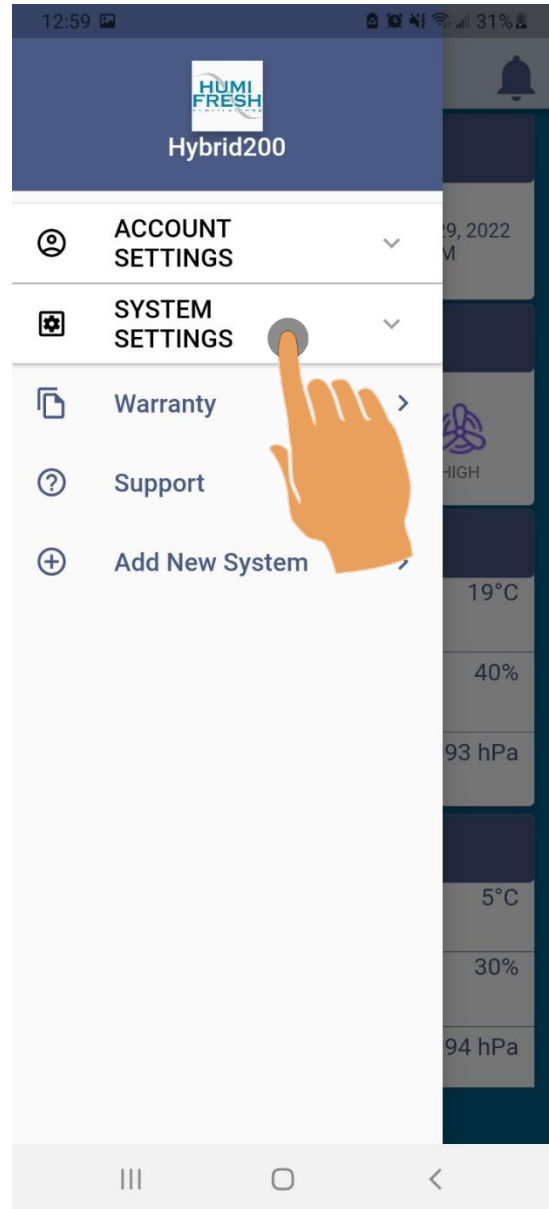 12:59
31%
HUMI
FRESH
Hybrid200
ACCOUNT
SETTINGS
9, 2022
M
SYSTEM
SETTINGS
Warranty
HIGH
Support
Add New System
19°C
40%
93 hPa
5°C
30%
94 hPa